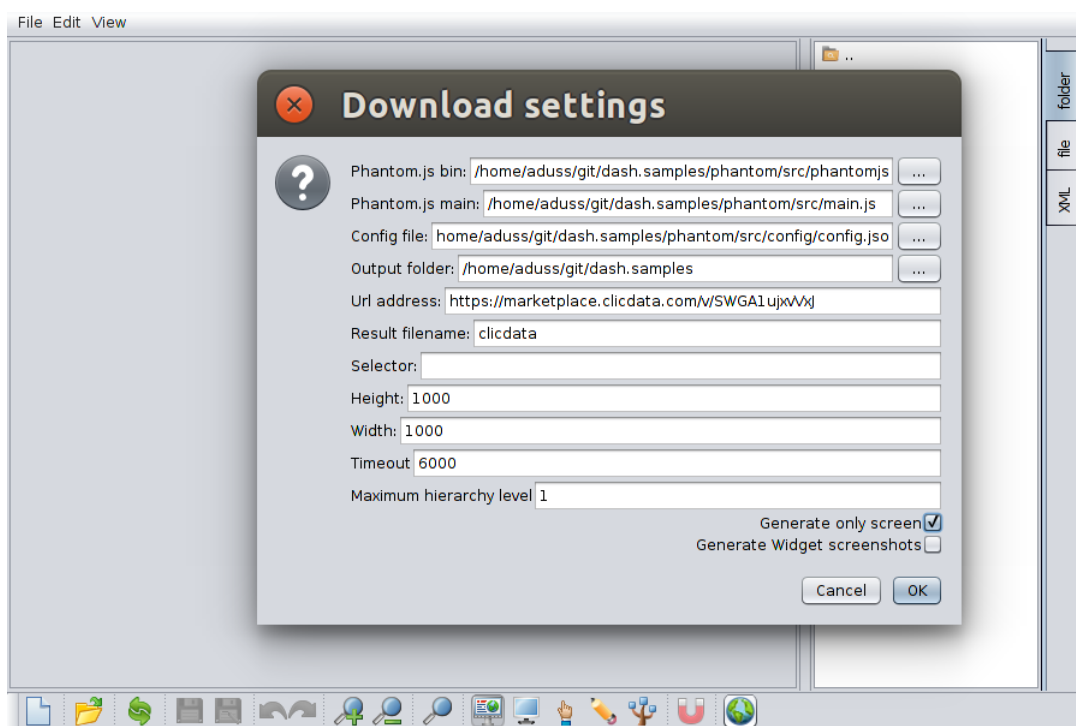 File Edit View
..
folder
file
XML
Download settings
Phantom.js bin: /home/aduss/git/dash.samples/phantom/src/phantomjs ...
Phantom.js main: /home/aduss/git/dash.samples/phantom/src/main.js ...
Config file: home/aduss/git/dash.samples/phantom/src/config/config.jso ...
Output folder: /home/aduss/git/dash.samples ...
Url address: https://marketplace.clicdata.com/v/SWGA1ujxvVxJ
Result filename: clicdata
Selector:
Height: 1000
Width: 1000
Timeout 6000
Maximum hierarchy level 1
Generate only screen
Generate Widget screenshots
Cancel OK